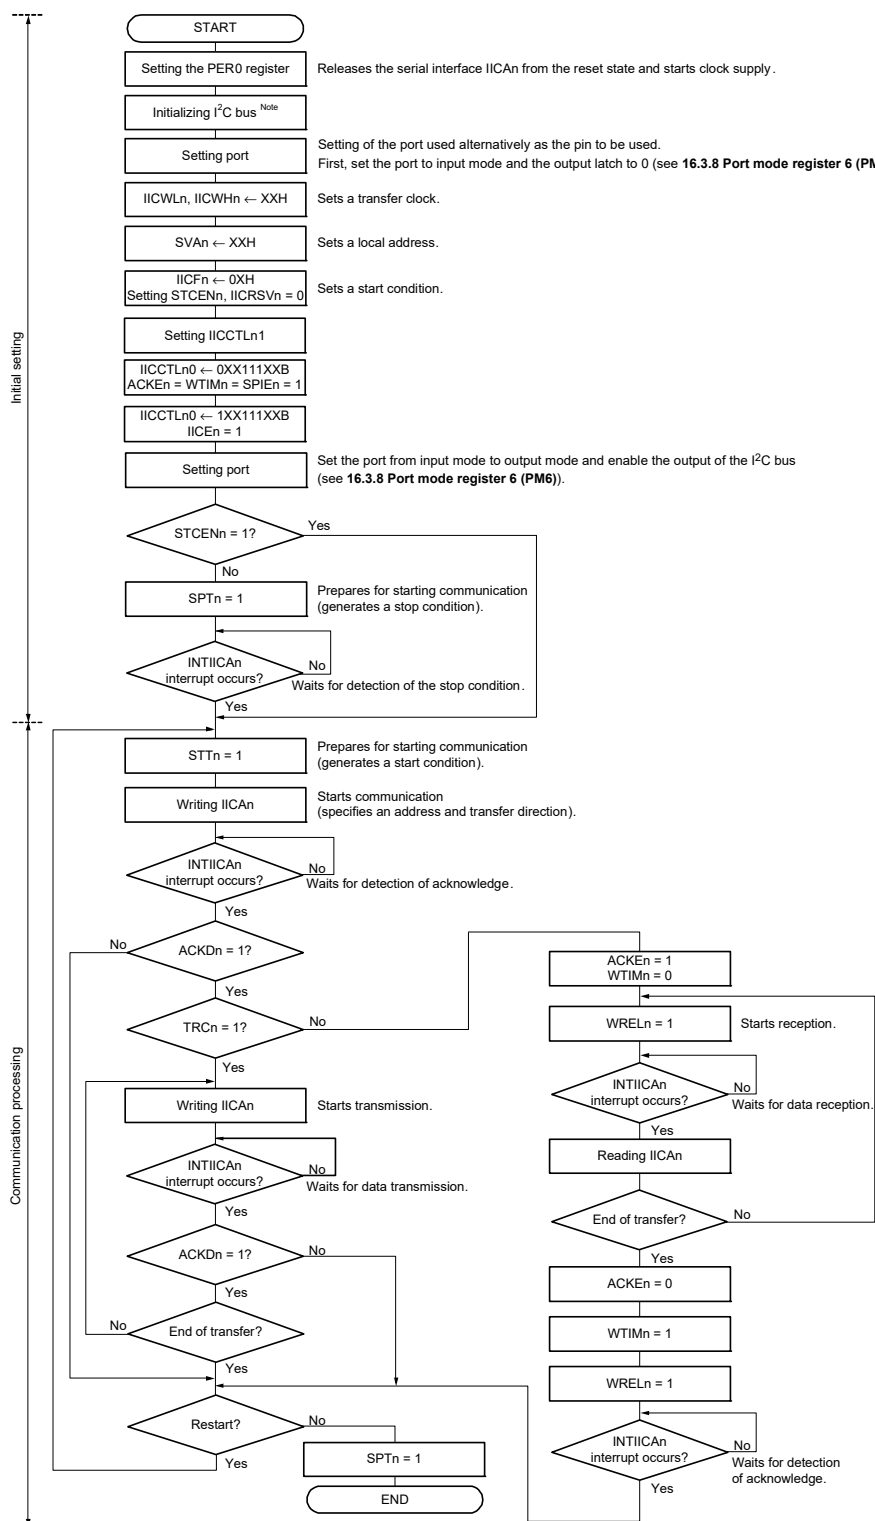 START
Setting the PER0 register
Releases the serial interface IICAn from the reset state and starts clock supply.
Initializing I2C bus Note
Setting port
Setting of the port used alternatively as the pin to be used.
First, set the port to input mode and the output latch to 0 (see 16.3.8 Port mode register 6 (PM
IICWLn, IICWHn ← XXH
Sets a transfer clock.
SVAn ← XXH
Sets a local address.
IICFn ← 0XH
Setting STCENn, IICRSVn = 0
Sets a start condition.
Initial setting
Setting IICCTLn1
IICCTLn0 ← 0XX111XXB
ACKEn = WTIMn = SPIEn = 1
IICCTLn0 ← 1XX111XXB
IICEn = 1
Setting port
Set the port from input mode to output mode and enable the output of the I2C bus
(see 16.3.8 Port mode register 6 (PM6)).
STCENn = 1?
Yes
No
SPTn = 1
Prepares for starting communication
(generates a stop condition).
INTIICAn
interrupt occurs?
No
Waits for detection of the stop condition.
Yes
STTn = 1
Prepares for starting communication
(generates a start condition).
Writing IICAn
Starts communication
(specifies an address and transfer direction).
INTIICAn
interrupt occurs?
No
Waits for detection of acknowledge.
Yes
No
ACKDn = 1?
Yes
TRCn = 1?
No
Yes
Communication processing
Writing IICAn
Starts transmission.
INTIICAn
interrupt occurs?
No
Waits for data transmission.
Yes
ACKDn = 1?
No
Yes
No
End of transfer?
Yes
Restart?
No
Yes
SPTn = 1
END
ACKEn = 1
WTIMn = 0
WRELn = 1
Starts reception.
INTIICAn
interrupt occurs?
No
Waits for data reception.
Yes
Reading IICAn
End of transfer?
No
Yes
ACKEn = 0
WTIMn = 1
WRELn = 1
INTIICAn
interrupt occurs?
No
Waits for detection
of acknowledge.
Yes